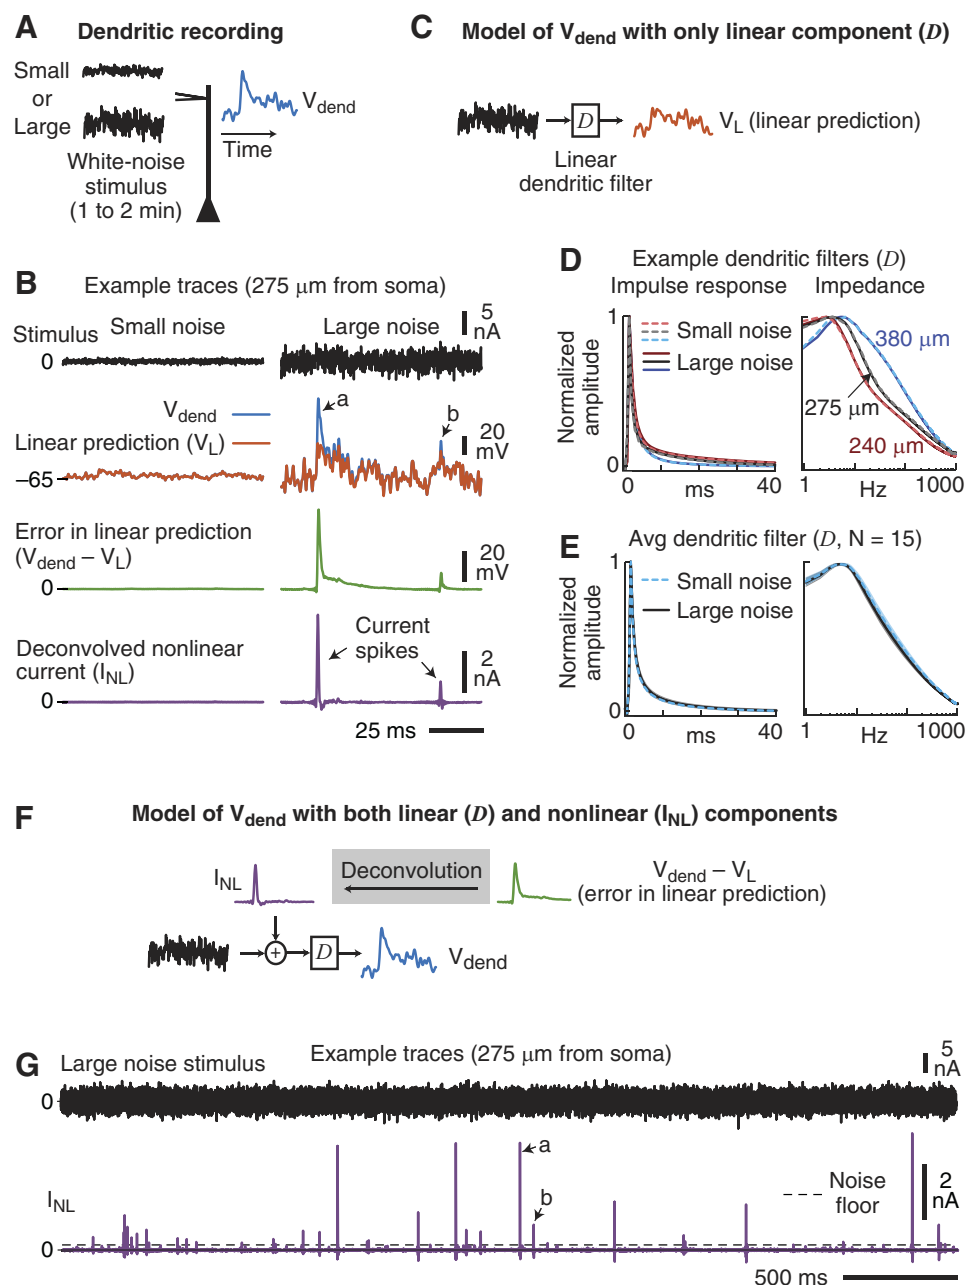 A Dendritic recording
Small
or
Large
White-noise
stimulus
(1 to 2 min)
V_dend
Time
B Example traces (275 μm from soma)
Stimulus
Small noise
Large noise
5
nA
0
V_dend
Linear prediction (V_L)
a
b
20
mV
–65
Error in linear prediction
(V_dend – V_L)
20
mV
0
Deconvolved nonlinear
current (I_NL)
Current
spikes
2
nA
0
25 ms
C Model of V_dend with only linear component (D)
D
V_L (linear prediction)
Linear
dendritic filter
D Example dendritic filters (D)
Impulse response
Impedance
Normalized
amplitude
1
0
Small noise
Large noise
0
ms
40
380 μm
275 μm
240 μm
1
Hz
1000
E Avg dendritic filter (D, N = 15)
Normalized
amplitude
1
0
Small noise
Large noise
0
ms
40
1
Hz
1000
F Model of V_dend with both linear (D) and nonlinear (I_NL) components
I_NL
Deconvolution
V_dend – V_L
(error in linear prediction)
+
D
V_dend
G Example traces (275 μm from soma)
Large noise stimulus
5
nA
0
I_NL
a
b
Noise
floor
2
nA
0
500 ms